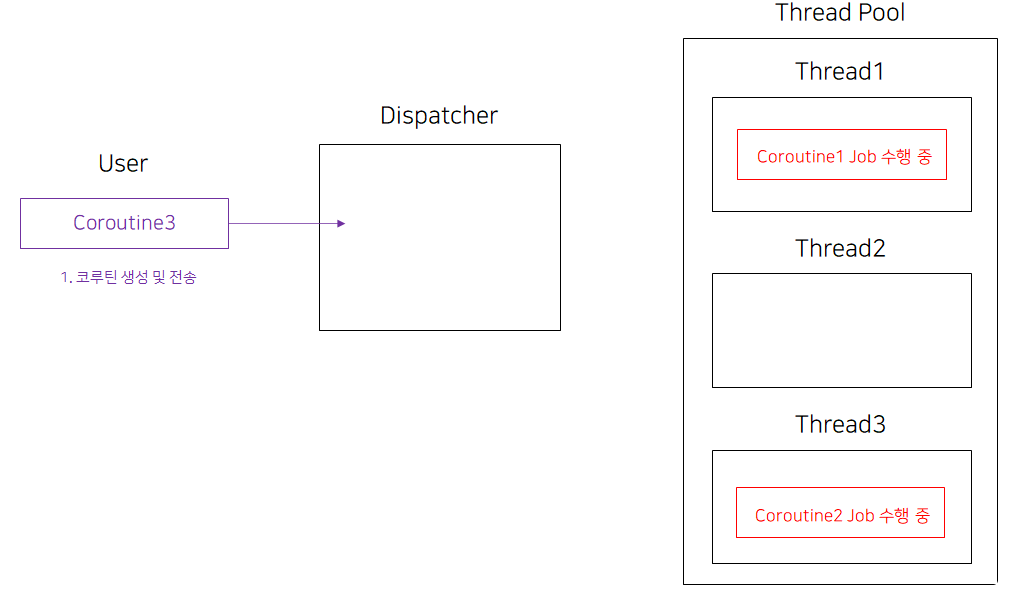 User
Coroutine3
1. 코루틴 생성 및 전송
Dispatcher
Thread Pool
Thread1
Coroutine1 Job 수행 중
Thread2
Thread3
Coroutine2 Job 수행 중